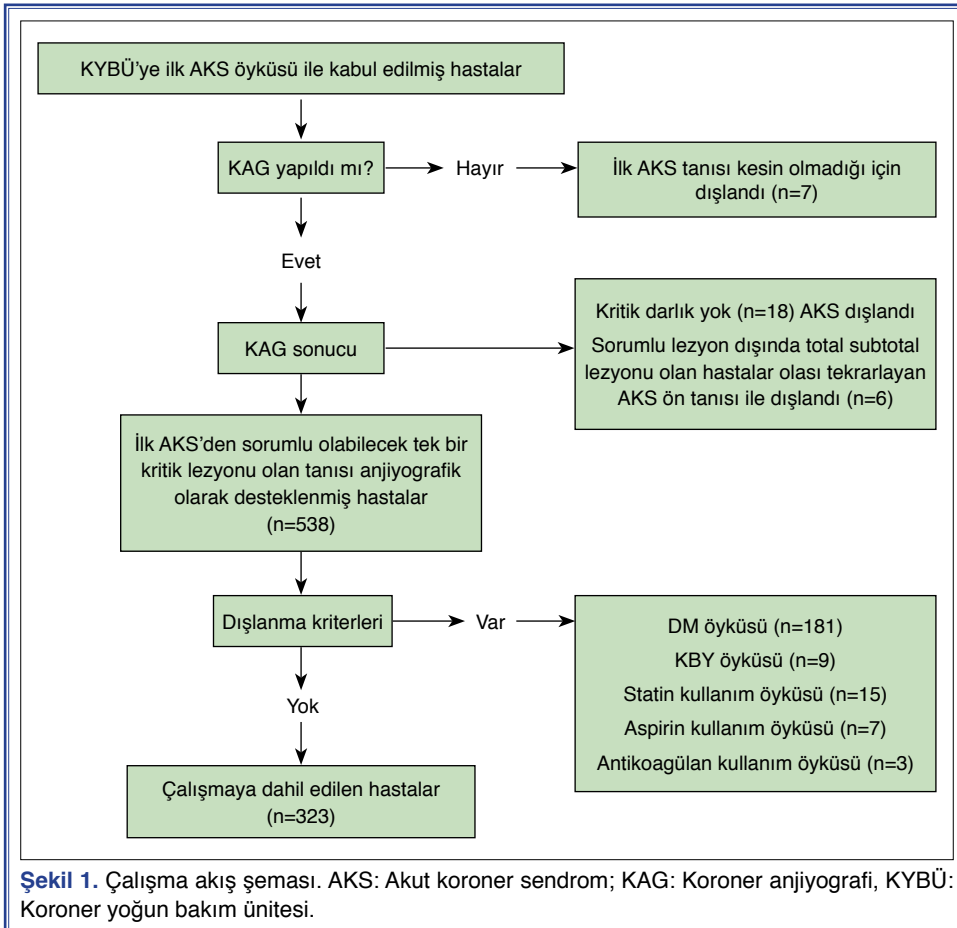 KYBÜ'ye ilk AKS öyküsü ile kabul edilmiş hastalar
KAG yapıldı mı?
Hayır
İlk AKS tanısı kesin olmadığı için
dışlandı (n=7)
Evet
KAG sonucu
Kritik darlık yok (n=18) AKS dışlandı
Sorumlu lezyon dışında total subtotal
lezyonu olan hastalar olası tekrarlayan
AKS ön tanısı ile dışlandı (n=6)
İlk AKS'den sorumlu olabilecek tek bir
kritik lezyonu olan tanısı anjiyografik
olarak desteklenmiş hastalar
(n=538)
Dışlanma kriterleri
Var
DM öyküsü (n=181)
KBY öyküsü (n=9)
Statin kullanım öyküsü (n=15)
Aspirin kullanım öyküsü (n=7)
Antikoagülan kullanım öyküsü (n=3)
Yok
Çalışmaya dahil edilen hastalar
(n=323)
Şekil 1. Çalışma akış şeması. AKS: Akut koroner sendrom; KAG: Koroner anjiyografi, KYBÜ:
Koroner yoğun bakım ünitesi.